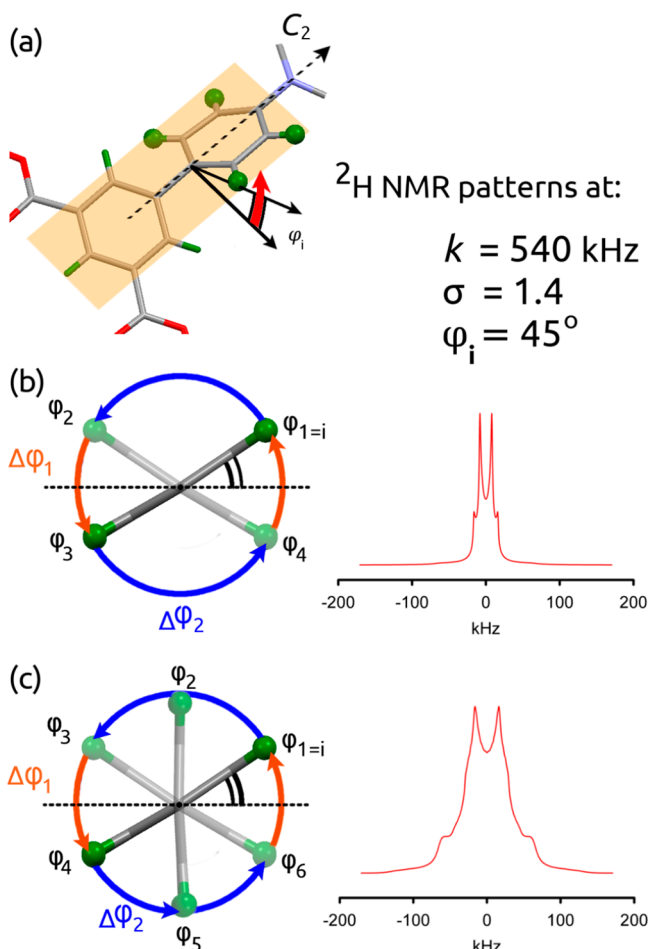 (a)
C₂
φᵢ
²H NMR patterns at:
k = 540 kHz
σ = 1.4
φᵢ = 45°
(b)
φ₂
φ₁₌ᵢ
Δφ₁
φ₃
φ₄
Δφ₂
-200 -100 0 100 200
kHz
(c)
φ₂
φ₃
φ₁₌ᵢ
Δφ₁
φ₄
φ₆
Δφ₂
φ₅
-200 -100 0 100 200
kHz